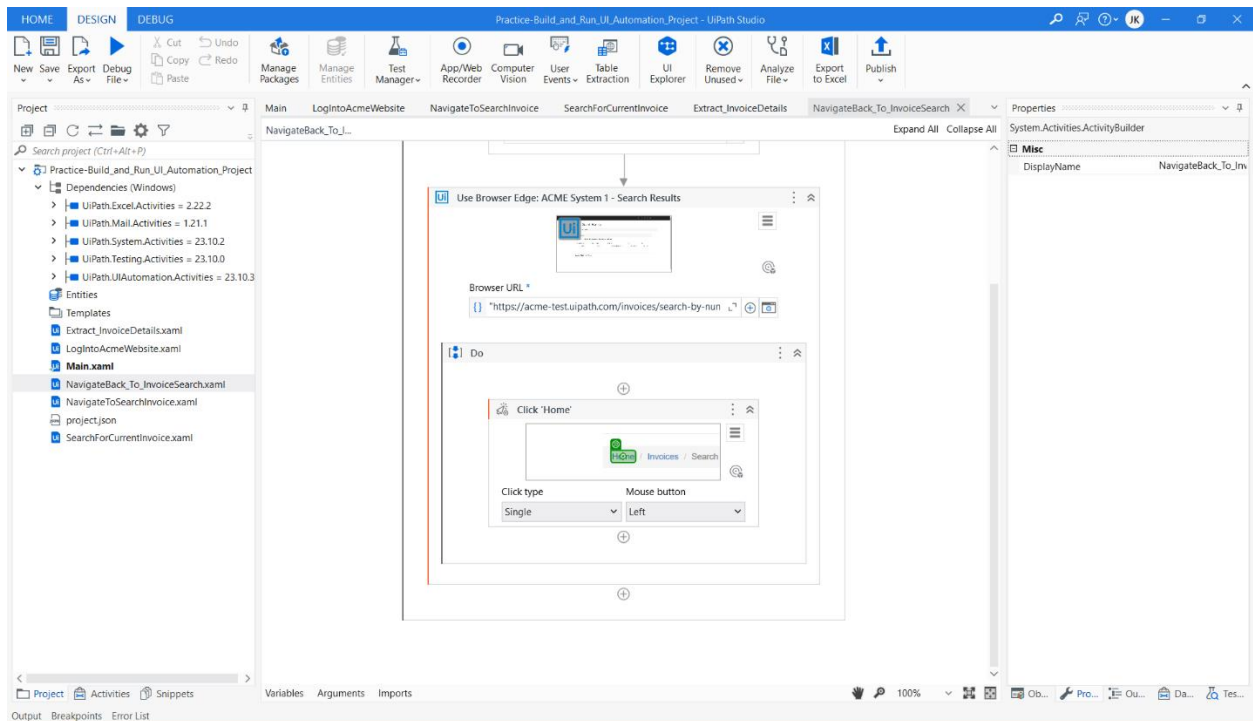 HOME DESIGN DEBUG Practice-Build_and_Run_UI_Automation_Project - UiPath Studio JK
New Save Export As Debug File Cut Copy Paste Undo Redo Manage Packages Manage Entities Test Manager App/Web Recorder Computer Vision User Events Table Extraction UI Explorer Remove Unused Analyze File Export to Excel Publish
Project
Search project (Ctrl+Alt+P)
Practice-Build_and_Run_UI_Automation_Project
Dependencies (Windows)
UiPath.Excel.Activities = 2.22.2
UiPath.Mail.Activities = 1.21.1
UiPath.System.Activities = 23.10.2
UiPath.Testing.Activities = 23.10.0
UiPath.UIAutomation.Activities = 23.10.3
Entities
Templates
Extract_InvoiceDetails.xaml
LogIntoAcmeWebsite.xaml
Main.xaml
NavigateBack_To_InvoiceSearch.xaml
NavigateToSearchInvoice.xaml
project.json
SearchForCurrentInvoice.xaml
Project Activities Snippets
Main LogIntoAcmeWebsite NavigateToSearchInvoice SearchForCurrentInvoice Extract_InvoiceDetails NavigateBack_To_InvoiceSearch
NavigateBack_To_I... Expand All Collapse All
Use Browser Edge: ACME System 1 - Search Results
Browser URL *
"https://acme-test.uipath.com/invoices/search-by-nun
Do
Click 'Home'
Home / Invoices / Search
Click type Mouse button
Single Left
Variables Arguments Imports 100%
Properties
System.Activities.ActivityBuilder
Misc
DisplayName NavigateBack_To_Inv
Ob... Pro... Ou... Da... Tes...
Output Breakpoints Error List